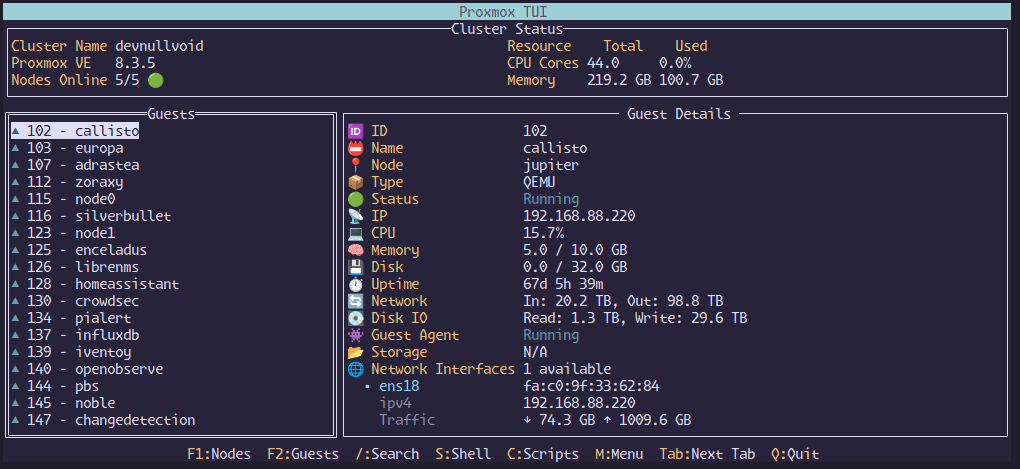 Proxmox TUI
Cluster Status
Cluster Name devnullvoid
Proxmox VE 8.3.5
Nodes Online 5/5
Resource Total Used
CPU Cores 44.0 0.0%
Memory 219.2 GB 100.7 GB
Guests
102 - callisto
103 - europa
107 - adrastea
112 - zoraxy
115 - node0
116 - silverbullet
123 - node1
125 - enceladus
126 - librenms
128 - homeassistant
130 - crowdsec
134 - pialert
137 - influxdb
139 - iventoy
140 - openobserve
144 - pbs
145 - noble
147 - changedetection
Guest Details
🆔 ID 102
Name callisto
Node jupiter
Type QEMU
Status Running
IP 192.168.88.220
CPU 15.7%
Memory 5.0 / 10.0 GB
Disk 0.0 / 32.0 GB
Uptime 67d 5h 39m
Network In: 20.2 TB, Out: 98.8 TB
Disk IO Read: 1.3 TB, Write: 29.6 TB
Guest Agent Running
Storage N/A
Network Interfaces 1 available
• ens18 fa:c0:9f:33:62:84
ipv4 192.168.88.220
Traffic ↓ 74.3 GB ↑ 1009.6 GB
F1:Nodes F2:Guests /:Search S:Shell C:Scripts M:Menu Tab:Next Tab Q:Quit